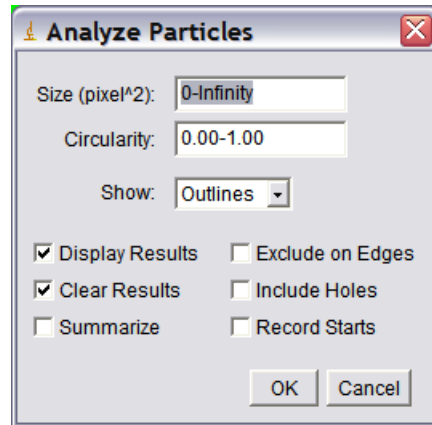 Analyze Particles
Size (pixel^2): 0-Infinity
Circularity: 0.00-1.00
Show: Outlines
Display Results Exclude on Edges
Clear Results Include Holes
Summarize Record Starts
OK Cancel